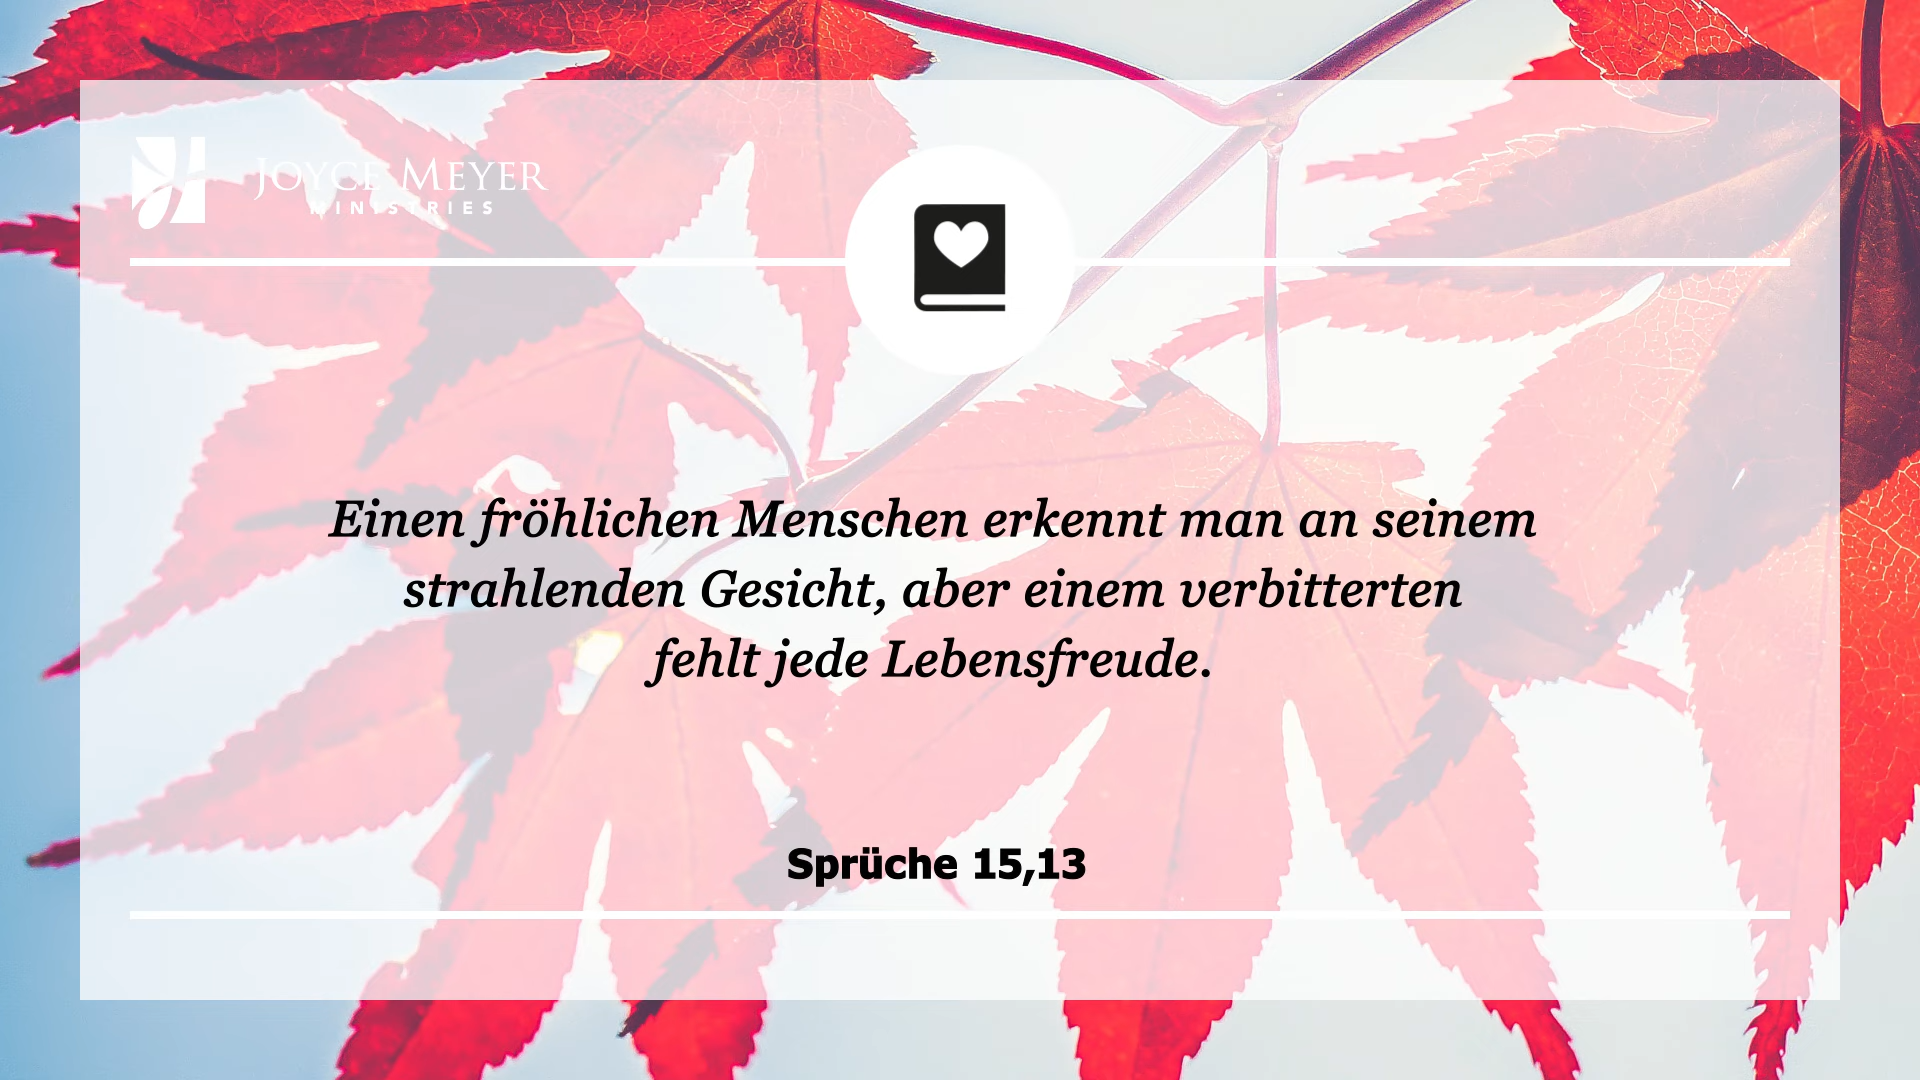 JOYCE MEYER
MINISTRIES
Einen fröhlichen Menschen erkennt man an seinem
strahlenden Gesicht, aber einem verbitterten
fehlt jede Lebensfreude.
Sprüche 15,13